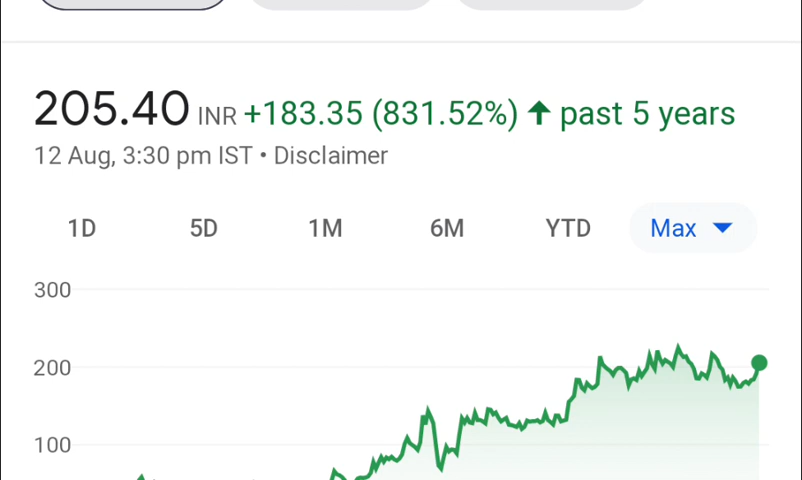 205.40 INR +183.35 (831.52%) ↑ past 5 years
12 Aug, 3:30 pm IST • Disclaimer
1D 5D 1M 6M YTD Max
300
200
100